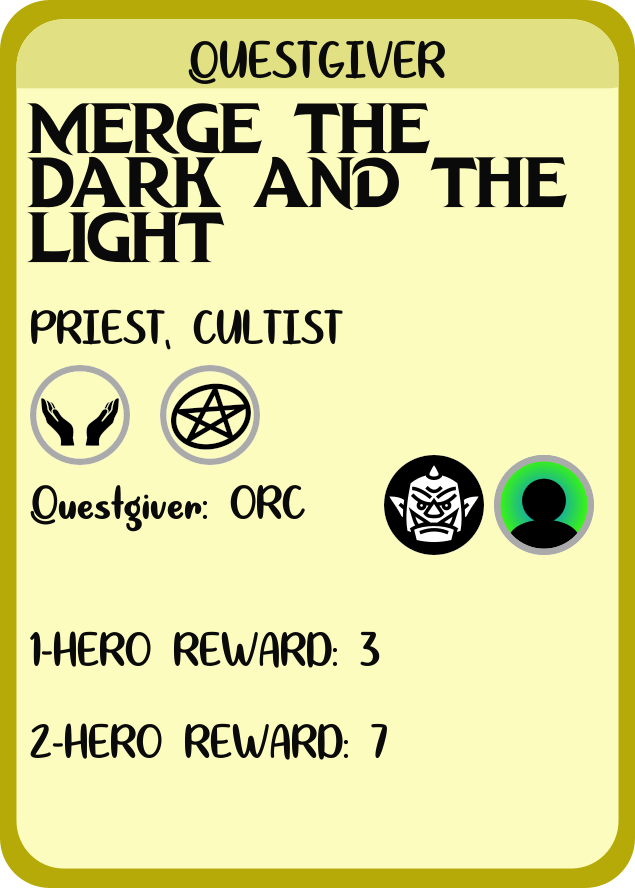 QUESTGIVER
MERGE THE
DARK AND THE
LIGHT
PRIEST, CULTIST
Questgiver: ORC
1-HERO REWARD: 3
2-HERO REWARD: 7